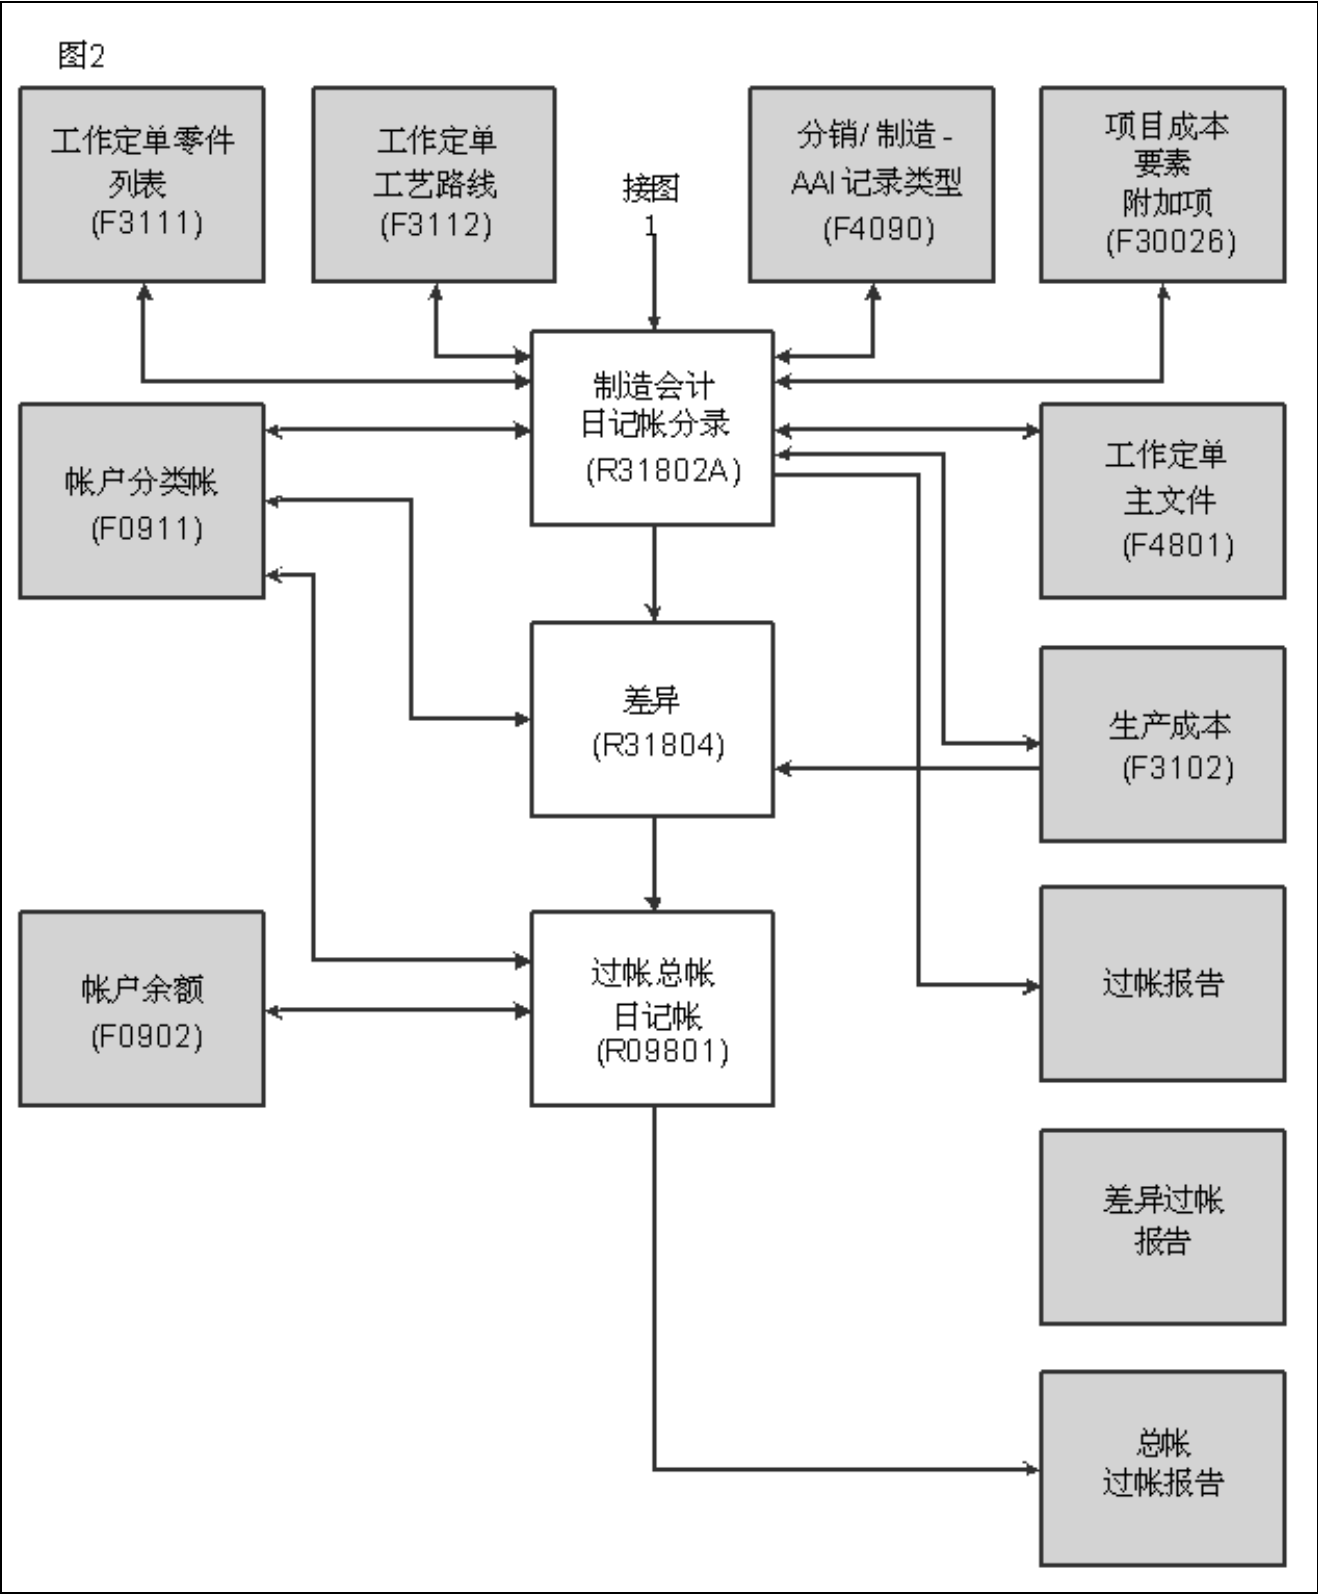 图2
工作定单零件
列表
(F3111)
工作定单
工艺路线
(F3112)
接图
1
分销/制造-
AAI记录类型
(F4090)
项目成本
要素
附加项
(F30026)
制造会计
日记帐分录
(R31802A)
帐户分类帐
(F0911)
工作定单
主文件
(F4801)
差异
(R31804)
生产成本
(F3102)
帐户余额
(F0902)
过帐总帐
日记帐
(R09801)
过帐报告
差异过帐
报告
总帐
过帐报告